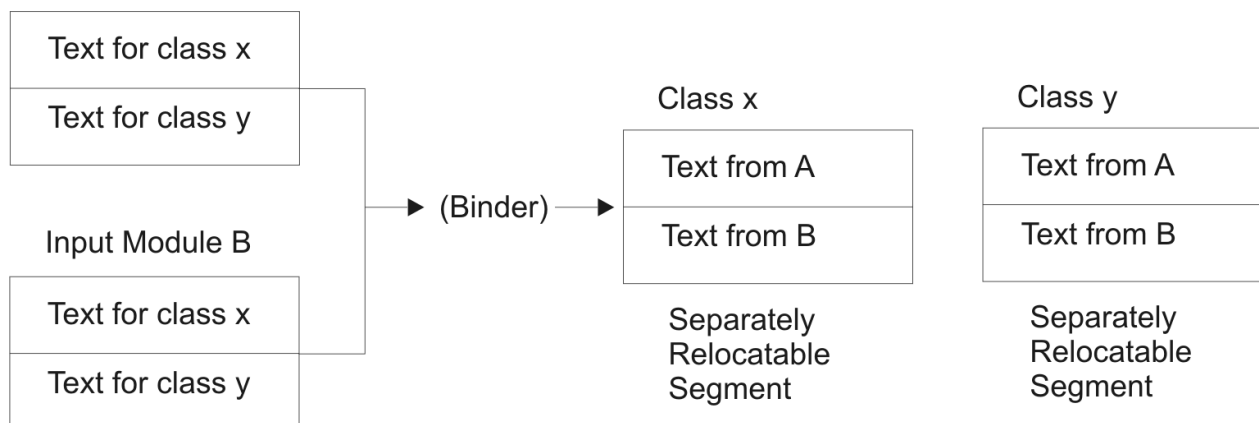 Text for class x
Text for class y
Input Module B
Text for class x
Text for class y
(Binder)
Class x
Text from A
Text from B
Separately
Relocatable
Segment
Class y
Text from A
Text from B
Separately
Relocatable
Segment